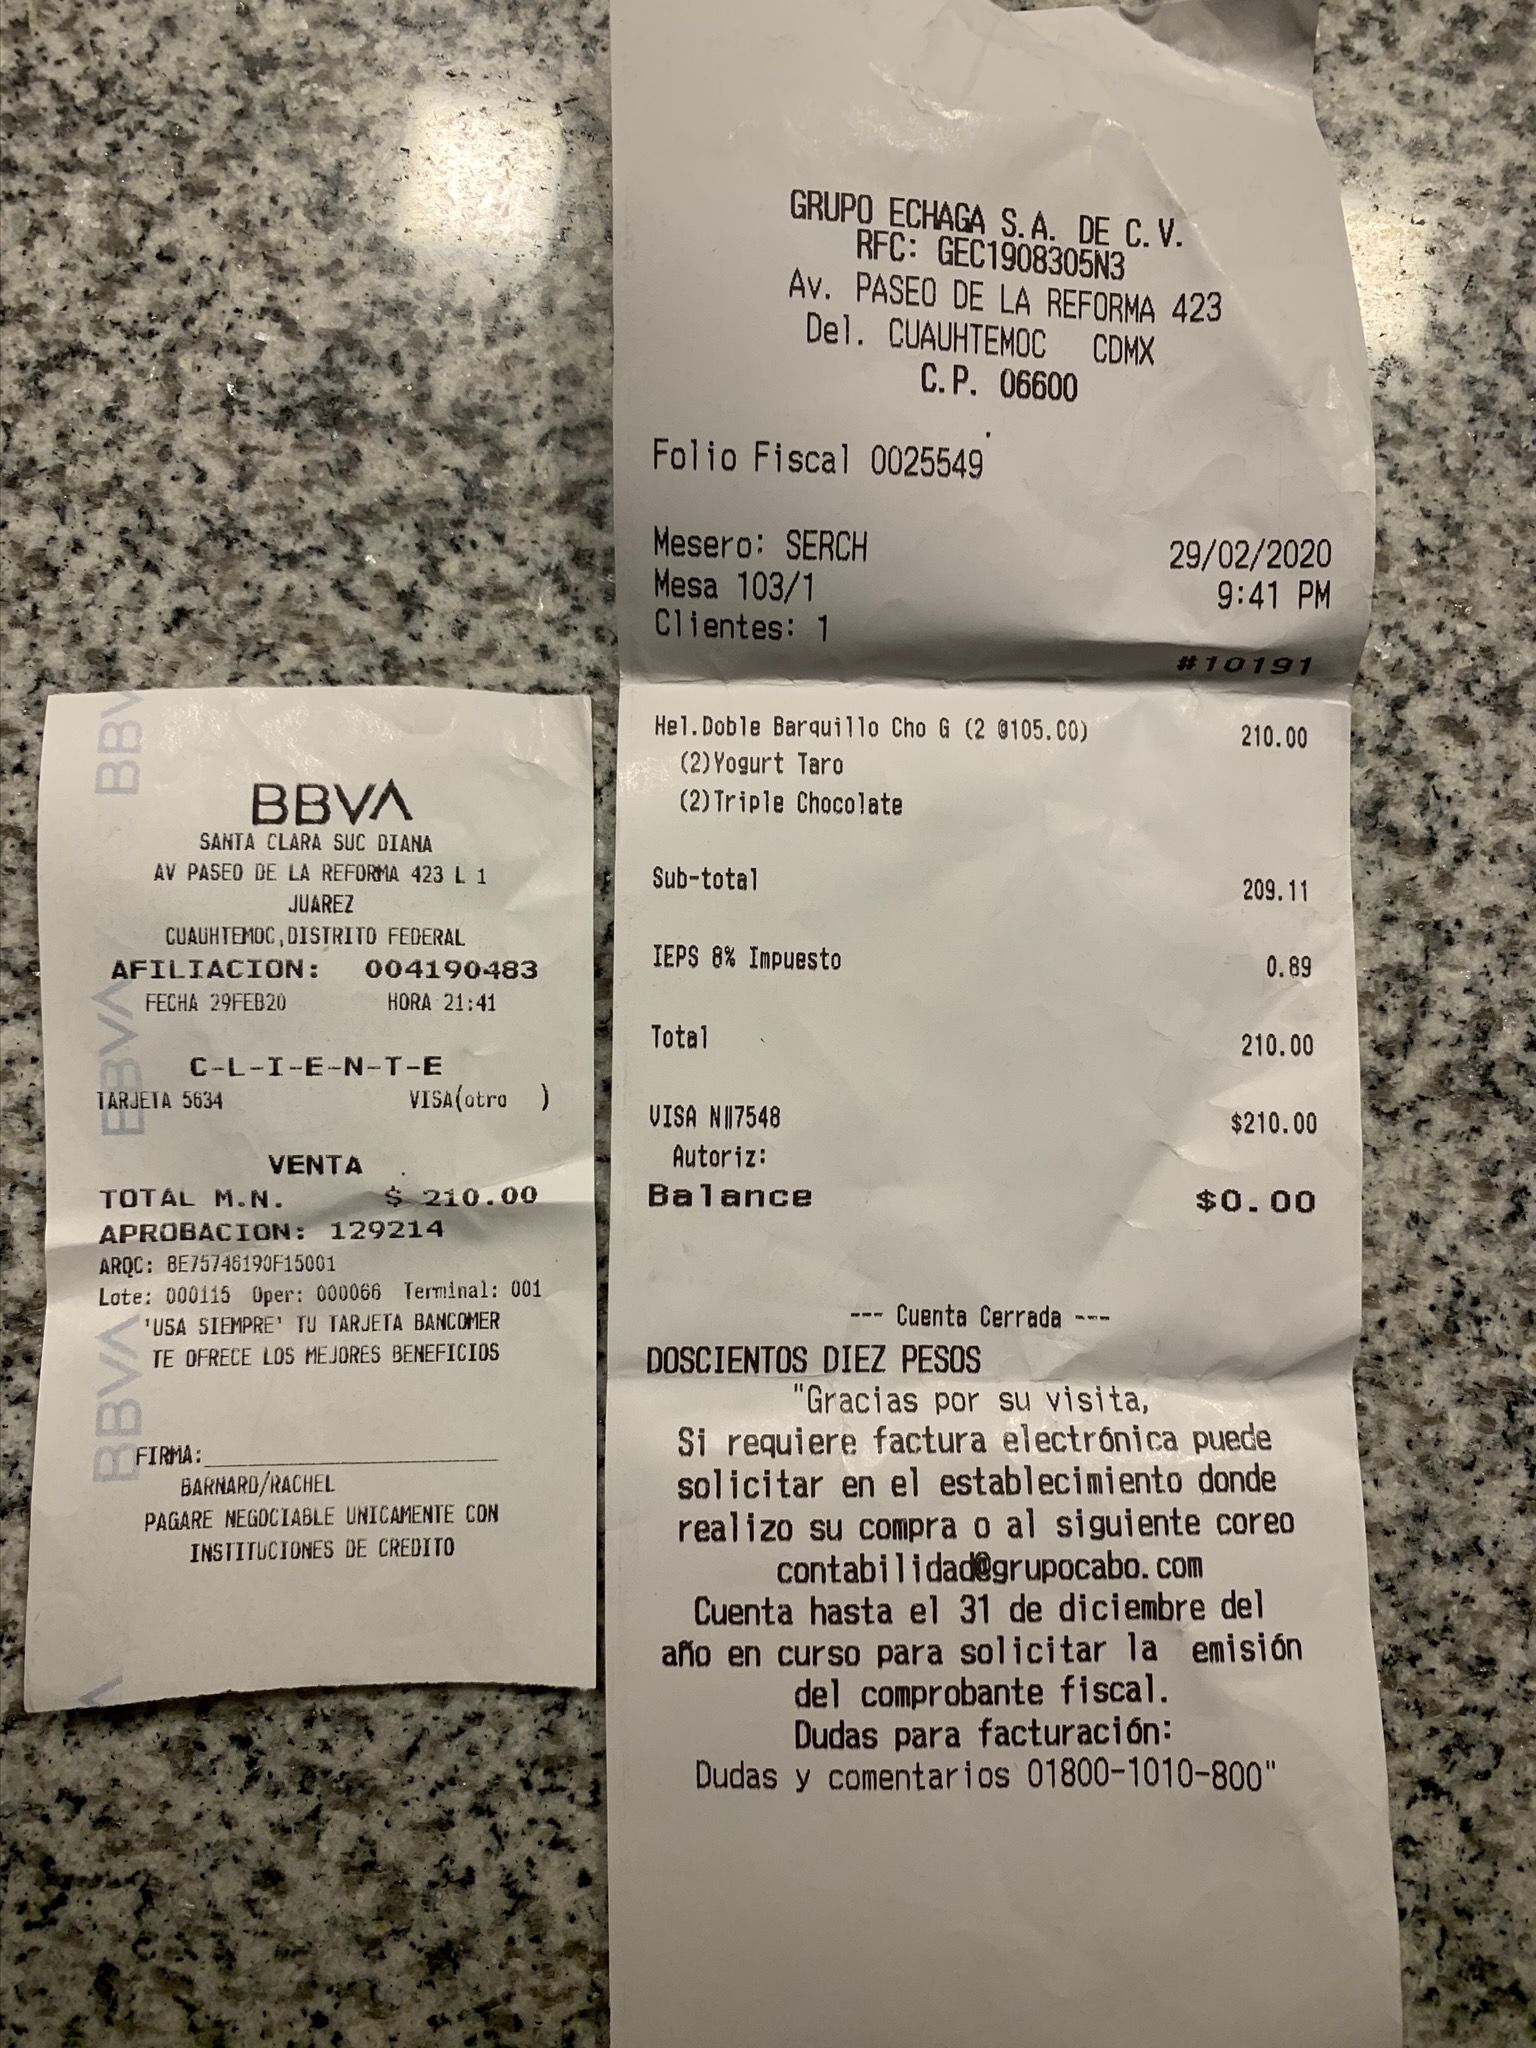 BBVA
SANTA CLARA SUC DIANA
AV PASEO DE LA REFORMA 423 L 1
JUAREZ
CUAUHTEMOC,DISTRITO FEDERAL
AFILIACION: 004190483
FECHA 29FEB20 HORA 21:41
C-L-I-E-N-T-E
TARJETA 5634 VISA(otro )
VENTA
TOTAL M.N. $ 210.00
APROBACION: 129214
ARQC: BE75746190F15001
Lote: 000115 Oper: 000066 Terminal: 001
'USA SIEMPRE' TU TARJETA BANCOMER
TE OFRECE LOS MEJORES BENEFICIOS
FIRMA:
BARNARD/RACHEL
PAGARE NEGOCIABLE UNICAMENTE CON
INSTITUCIONES DE CREDITO
BBV
BBVA
BBVA
GRUPO ECHAGA S.A. DE C.V.
RFC: GEC1908305N3
Av. PASEO DE LA REFORMA 423
Del. CUAUHTEMOC CDMX
C.P. 06600
Folio Fiscal 0025549
Mesero: SERCH 29/02/2020
Mesa 103/1 9:41 PM
Clientes: 1
#10191
Hel.Doble Barquillo Cho G (2 @105.00) 210.00
(2)Yogurt Taro
(2)Triple Chocolate
Sub-total 209.11
IEPS 8% Impuesto 0.89
Total 210.00
VISA N‖7548 $210.00
Autoriz:
Balance $0.00
--- Cuenta Cerrada ---
DOSCIENTOS DIEZ PESOS
"Gracias por su visita,
Si requiere factura electrónica puede
solicitar en el establecimiento donde
realizo su compra o al siguiente coreo
contabilidad@grupocabo.com
Cuenta hasta el 31 de diciembre del
año en curso para solicitar la emisión
del comprobante fiscal.
Dudas para facturación:
Dudas y comentarios 01800-1010-800"